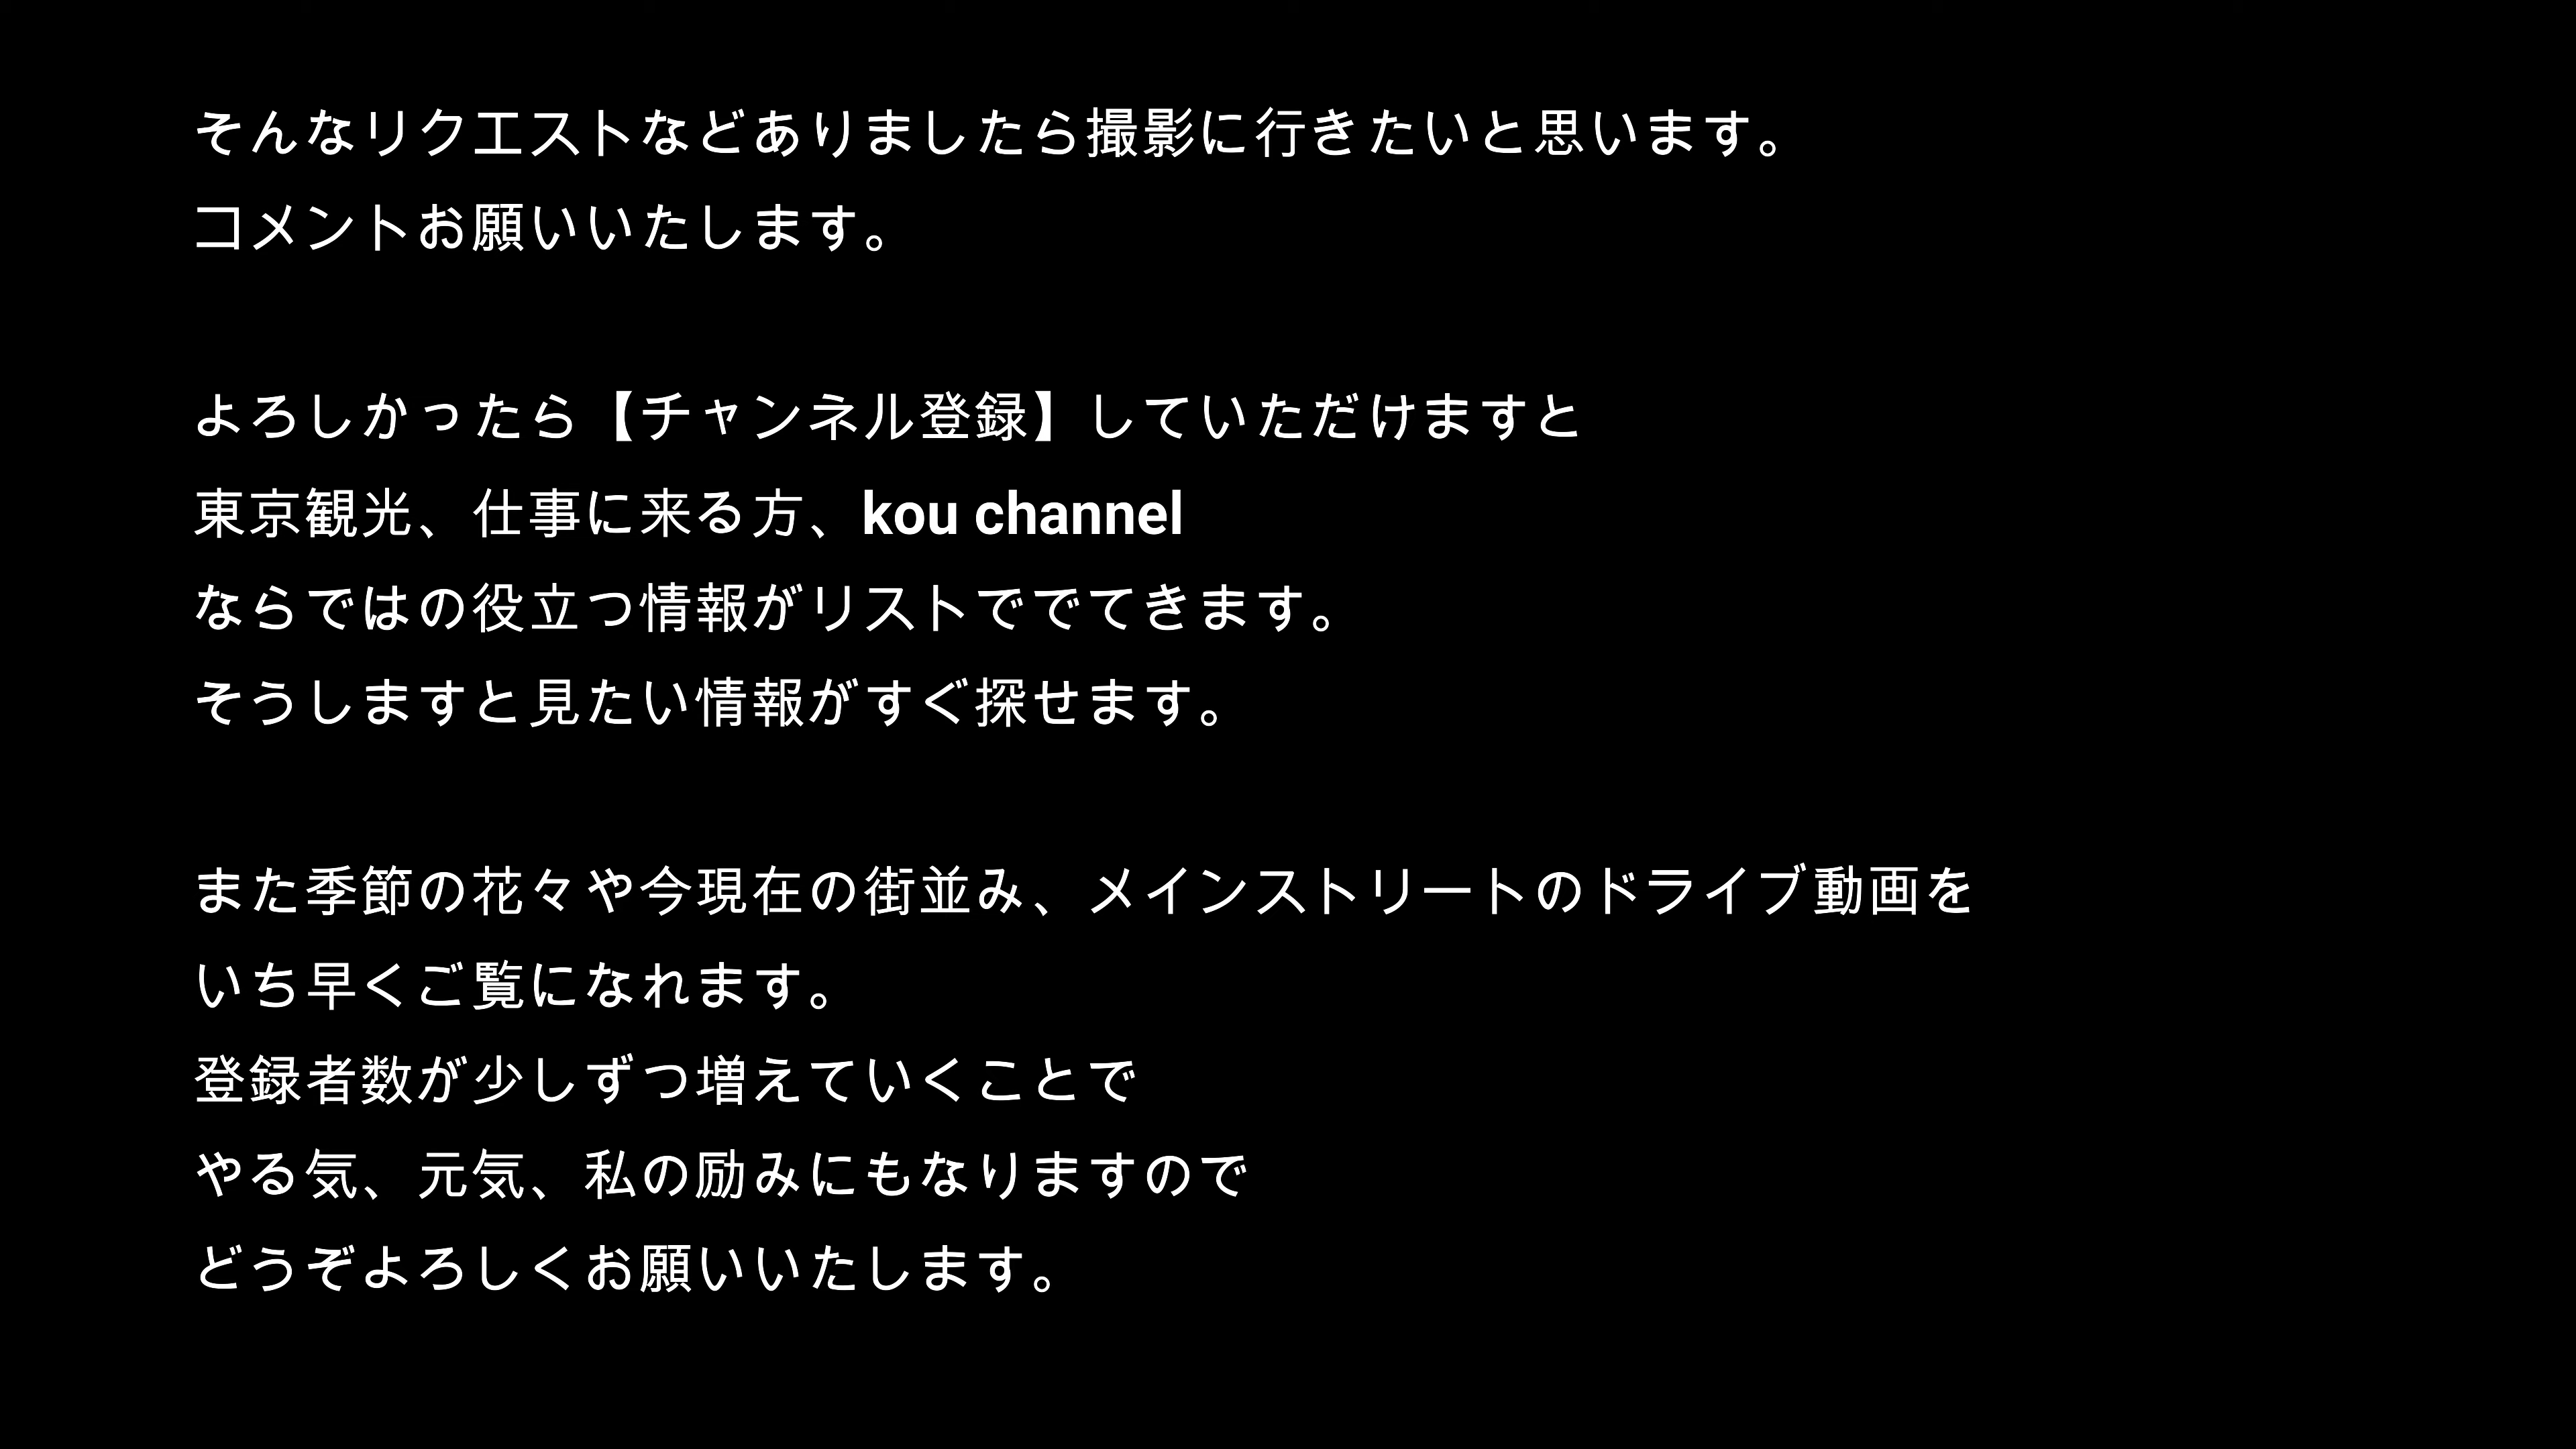 そんなリクエストなどありましたら撮影に行きたいと思います。
コメントお願いいたします。
よろしかったら【チャンネル登録】していただけますと
東京観光、仕事に来る方、kou channel
ならではの役立つ情報がリストででてきます。
そうしますと見たい情報がすぐ探せます。
また季節の花々や今現在の街並み、メインストリートのドライブ動画を
いち早くご覧になれます。
登録者数が少しずつ増えていくことで
やる気、元気、私の励みにもなりますので
どうぞよろしくお願いいたします。